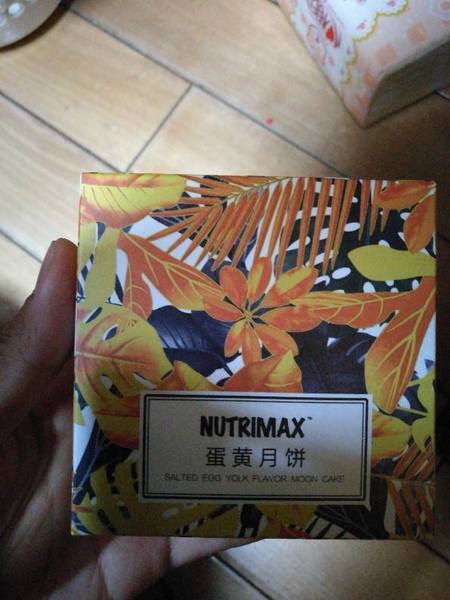 NUTRIMAX™
蛋黄月饼
SALTED EGG YOLK FLAVOR MOON CAKE